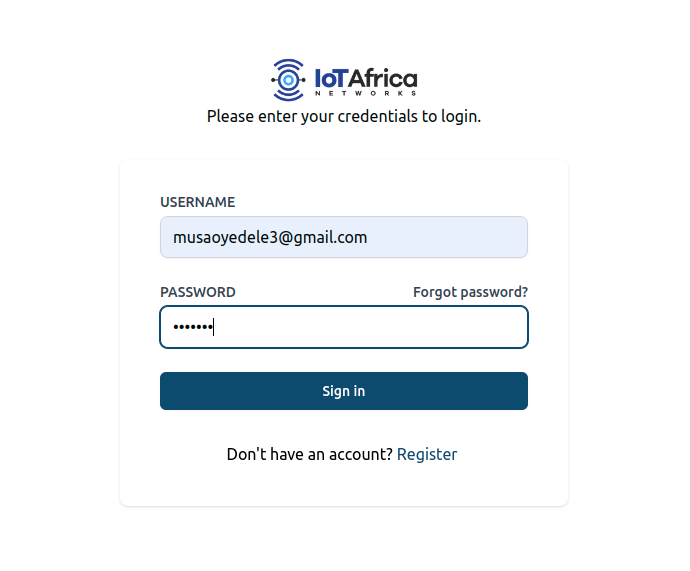 IoTAfrica
NETWORKS
Please enter your credentials to login.
USERNAME
musaoyedele3@gmail.com
PASSWORD Forgot password?
•••••••
Sign in
Don't have an account? Register